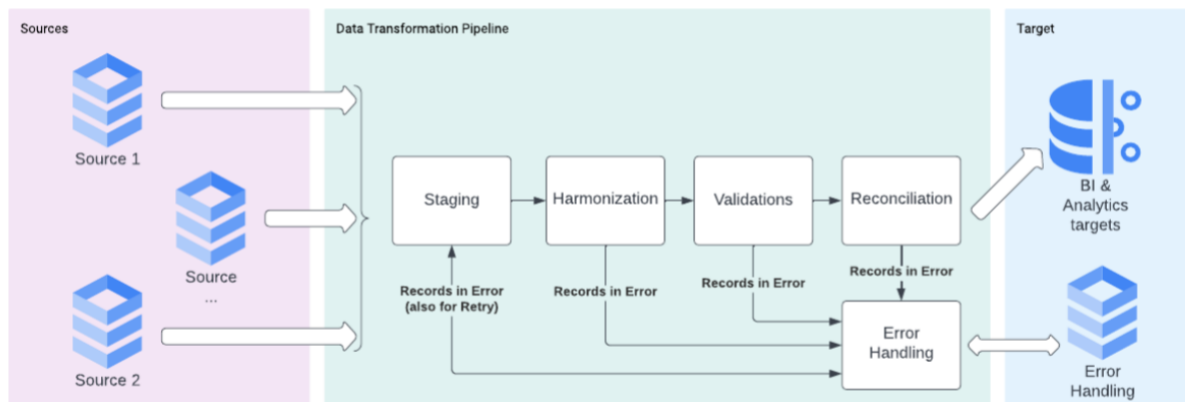 Sources
Data Transformation Pipeline
Target
Source 1
Source
...
Source 2
Staging
Harmonization
Validations
Reconciliation
Records in Error
(also for Retry)
Records in Error
Records in Error
Records in Error
Error
Handling
BI &
Analytics
targets
Error
Handling